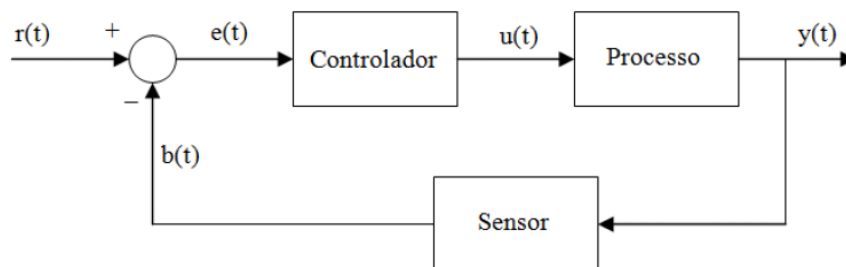 r(t)
+
e(t)
Controlador
u(t)
Processo
y(t)
−
b(t)
Sensor